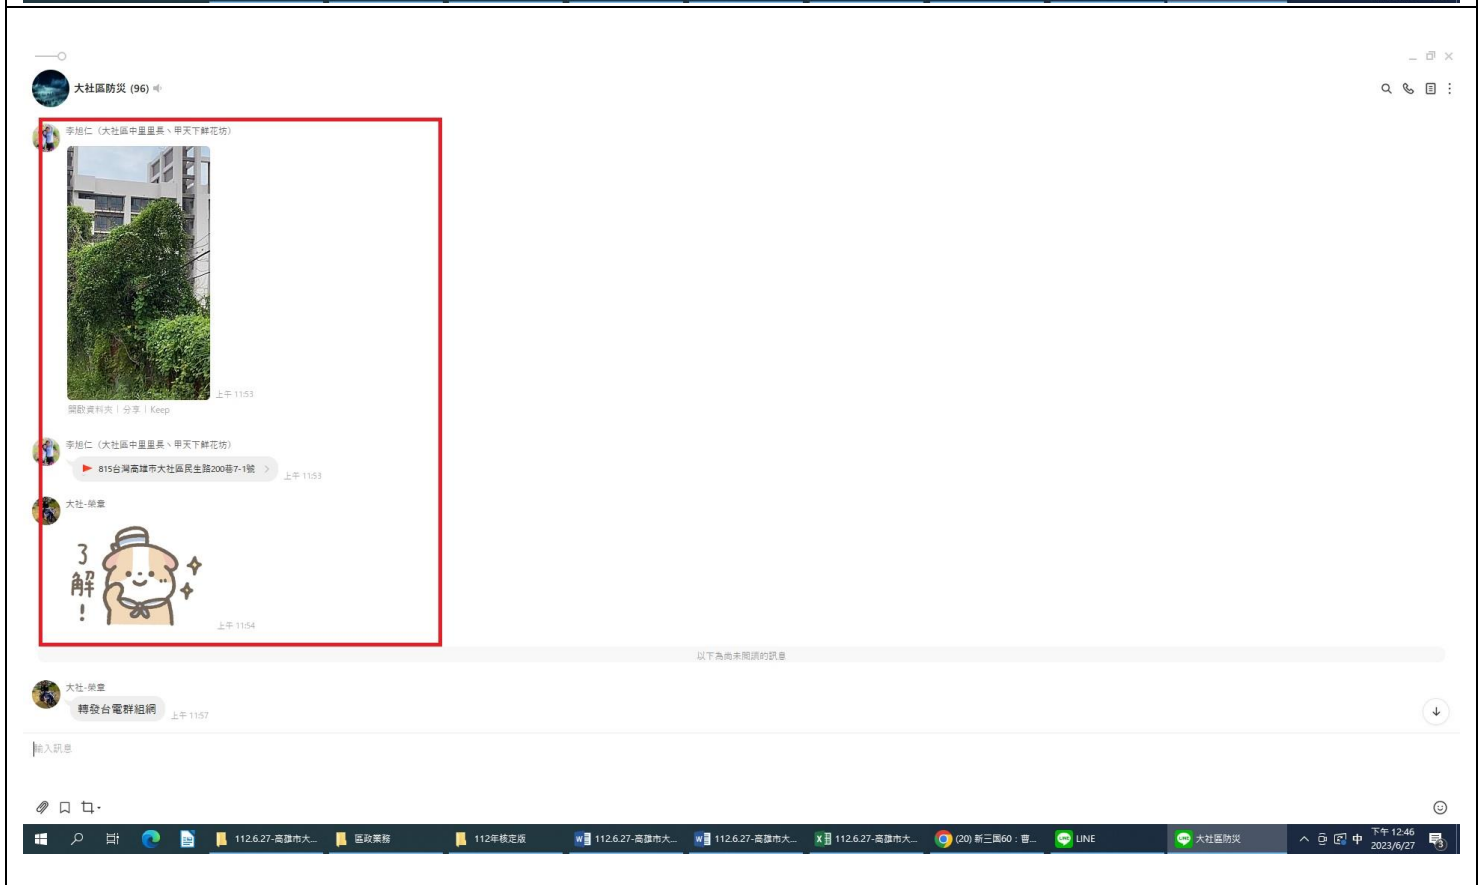 大社區防災 (96)
李旭仁（大社區中里里長、甲天下鮮花坊）
上午 11:53
開啟資料夾 | 分享 | Keep
李旭仁（大社區中里里長、甲天下鮮花坊）
815台灣高雄市大社區民生路200巷7-1號
上午 11:53
大社-榮章
了解！
上午 11:54
以下為尚未閱讀的訊息
大社-榮章
轉發台電群組網
上午 11:57
輸入訊息
112.6.27-高雄市大... 區政業務 112年核定版 112.6.27-高雄市大... 112.6.27-高雄市大... 112.6.27-高雄市大... (20) 新三国60：曹... LINE 大社區防災 中 下午 12:46
2023/6/27 3